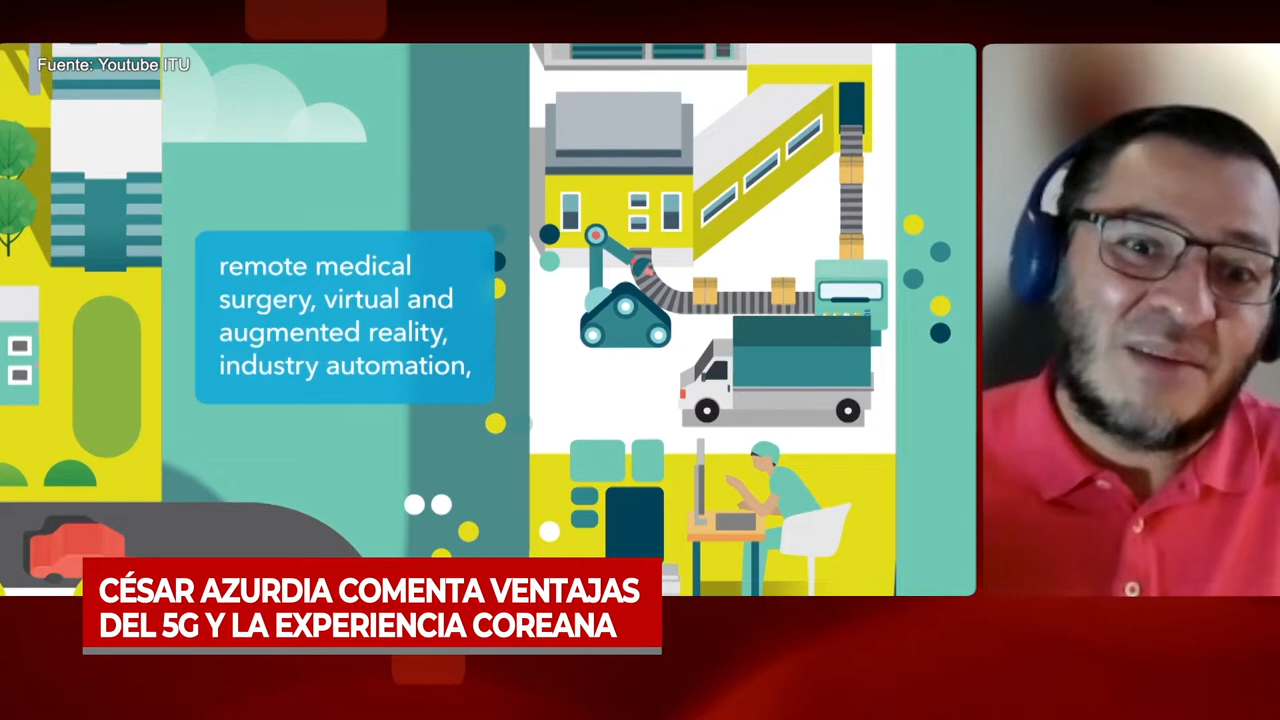 Fuente: Youtube ITU
remote medical
surgery, virtual and
augmented reality,
industry automation,
CÉSAR AZURDIA COMENTA VENTAJAS
DEL 5G Y LA EXPERIENCIA COREANA